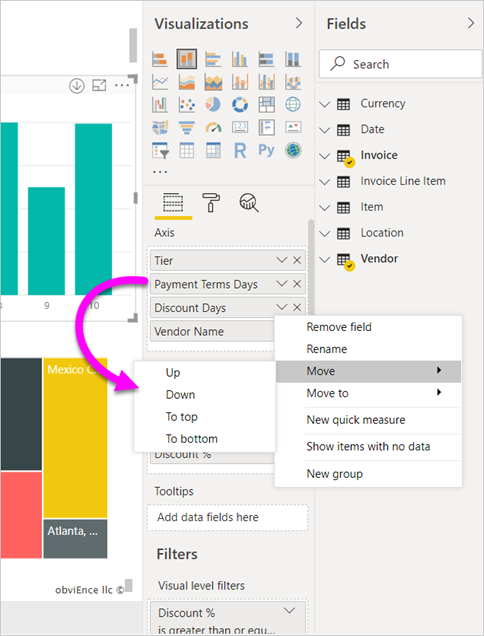 Visualizations
Fields
Search
Currency
Date
Invoice
Invoice Line Item
Item
Location
Vendor
123
R
Py
...
Axis
Tier
Payment Terms Days
Discount Days
Vendor Name
Remove field
Rename
Move
Move to
New quick measure
Show items with no data
New group
Up
Down
To top
To bottom
Discount %
Tooltips
Add data fields here
Filters
Visual level filters
Discount %
is greater than or equ...
8
9
10
Mexico C...
Atlanta, ...
obviEnce llc ©